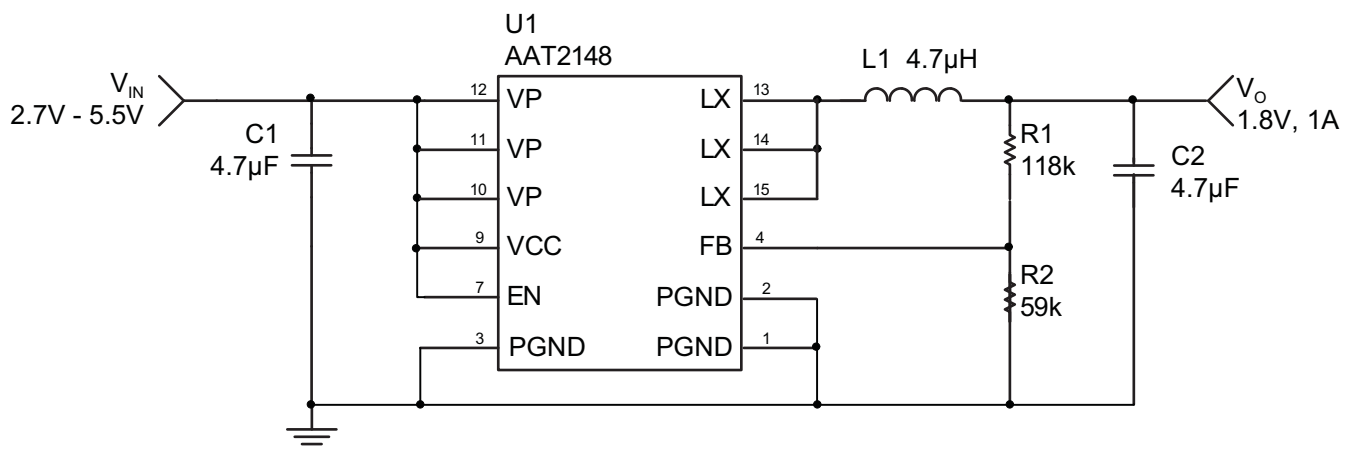 U1
AAT2148
V_IN
2.7V - 5.5V
C1
4.7µF
12 VP
11 VP
10 VP
9 VCC
7 EN
3 PGND
LX 13
LX 14
LX 15
FB 4
PGND 2
PGND 1
L1 4.7µH
R1
118k
R2
59k
C2
4.7µF
V_O
1.8V, 1A